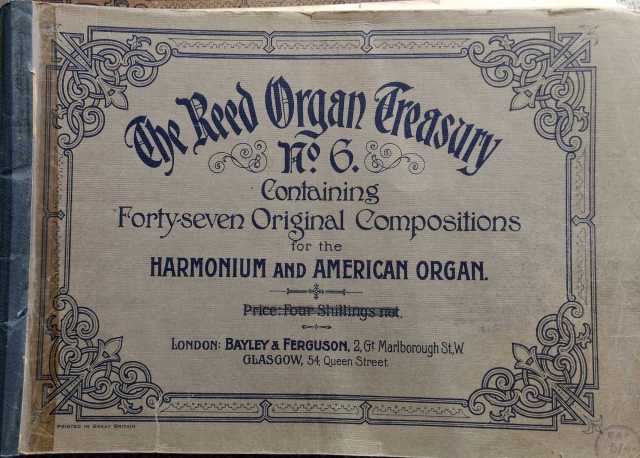 The Reed Organ Treasury
No. 6.
Containing
Forty-seven Original Compositions
for the
HARMONIUM AND AMERICAN ORGAN.
Price: Four Shillings net.
LONDON: BAYLEY & FERGUSON, 2, Gt Marlborough St, W
GLASGOW, 54, Queen Street
PRINTED IN GREAT BRITAIN